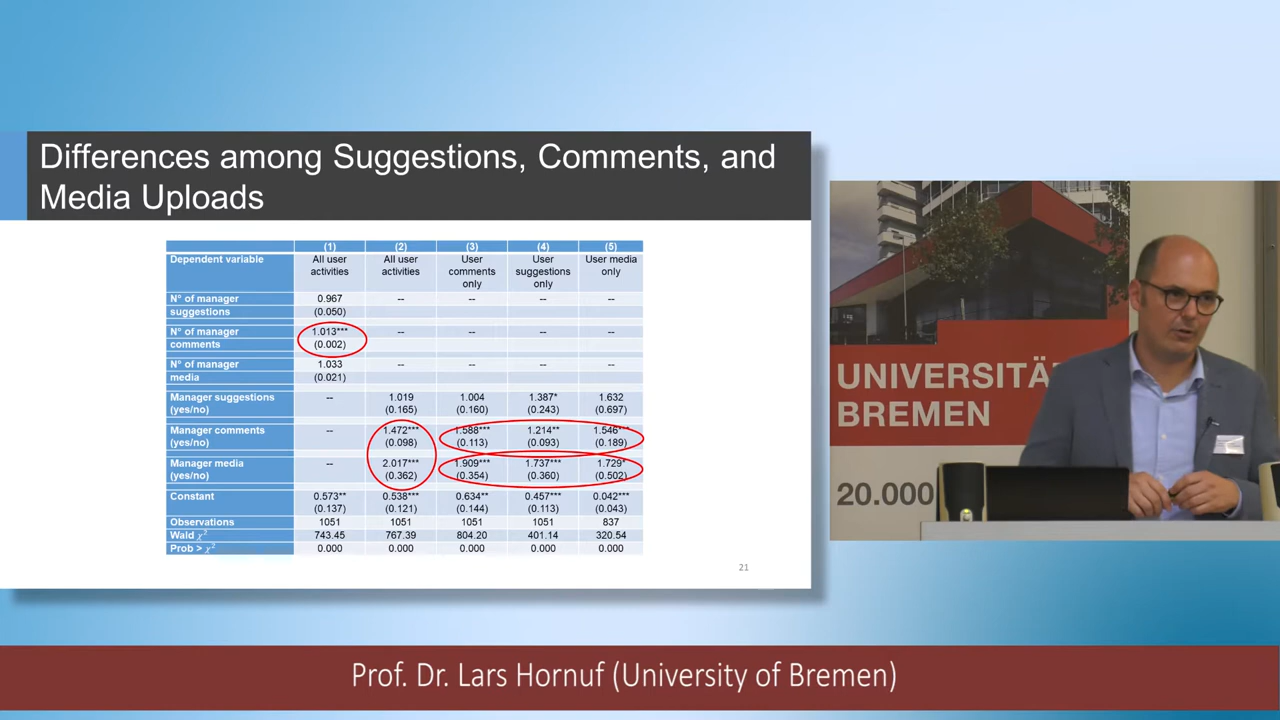 Differences among Suggestions, Comments, and
Media Uploads
(1) (2) (3) (4) (5)
Dependent variable All user activities All user activities User comments only User suggestions only User media only
N° of manager suggestions 0.967 -- -- -- --
(0.050)
N° of manager comments 1.013*** -- -- -- --
(0.002)
N° of manager media 1.033 -- -- -- --
(0.021)
Manager suggestions (yes/no) -- 1.019 1.004 1.387* 1.632
(0.165) (0.160) (0.243) (0.697)
Manager comments (yes/no) -- 1.472*** 1.588*** 1.214** 1.546***
(0.098) (0.113) (0.093) (0.189)
Manager media (yes/no) -- 2.017*** 1.909*** 1.737*** 1.729*
(0.362) (0.354) (0.360) (0.502)
Constant 0.573** 0.538*** 0.634** 0.457*** 0.042***
(0.137) (0.121) (0.144) (0.113) (0.043)
Observations 1051 1051 1051 1051 837
Wald χ² 743.45 767.39 804.20 401.14 320.54
Prob > χ² 0.000 0.000 0.000 0.000 0.000
21
UNIVERSITÄ
BREMEN
20.000
Prof. Dr. Lars Hornuf (University of Bremen)